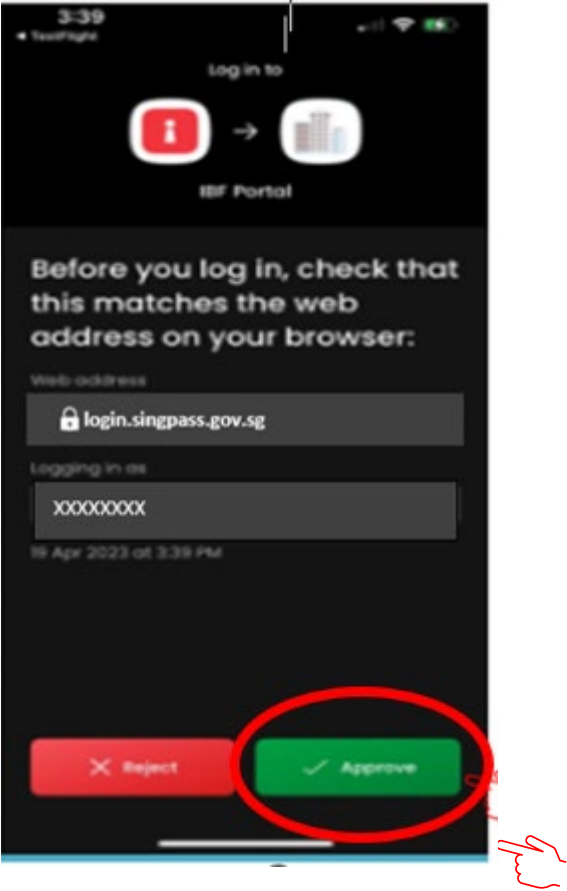 3:39
◀ TestFlight
Log in to
IBF Portal
Before you log in, check that
this matches the web
address on your browser:
Web address
login.singpass.gov.sg
Logging in as
XXXXXXXX
19 Apr 2023 at 3:39 PM
Reject
Approve